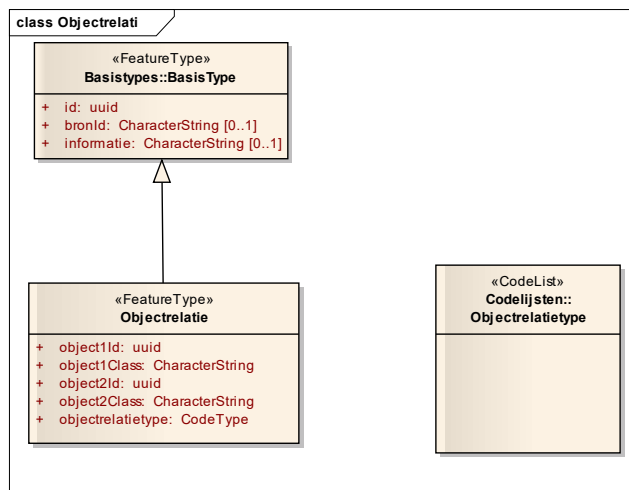 class Objectrelati
«FeatureType»
Basistypes::BasisType
+ id: uuid
+ bronId: CharacterString [0..1]
+ informatie: CharacterString [0..1]
«FeatureType»
Objectrelatie
+ object1Id: uuid
+ object1Class: CharacterString
+ object2Id: uuid
+ object2Class: CharacterString
+ objectrelatietype: CodeType
«CodeList»
Codelijsten::
Objectrelatietype